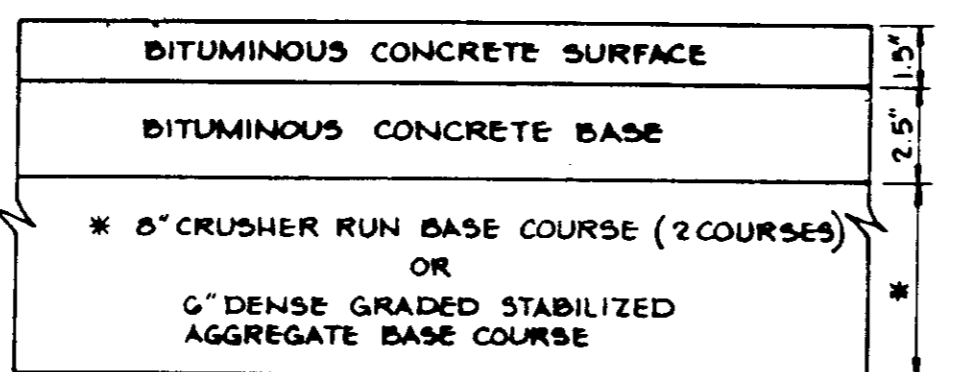 BITUMINOUS CONCRETE SURFACE
1.5"
BITUMINOUS CONCRETE BASE
2.5"
* 8" CRUSHER RUN BASE COURSE (2 COURSES)
OR
6" DENSE GRADED STABILIZED
AGGREGATE BASE COURSE
*